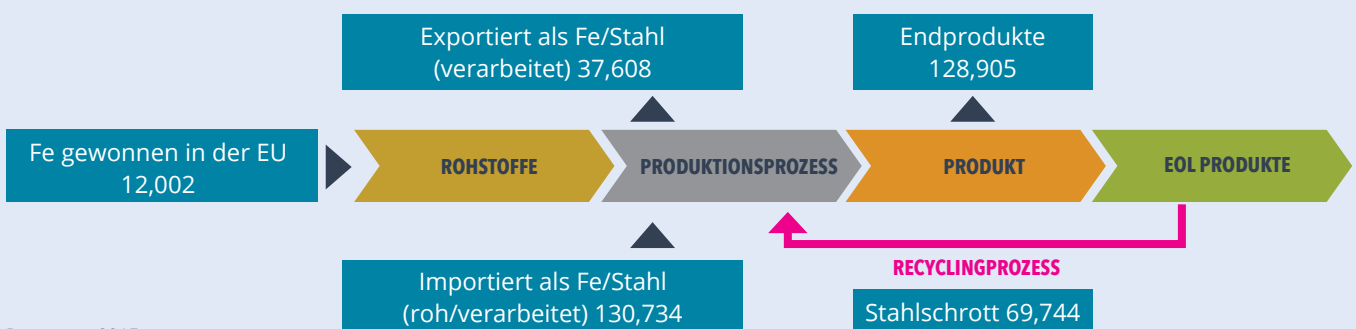 Exportiert als Fe/Stahl
(verarbeitet) 37,608
Endprodukte
128,905
Fe gewonnen in der EU
12,002
ROHSTOFFE
PRODUKTIONSPROZESS
PRODUKT
EOL PRODUKTE
RECYCLINGPROZESS
Importiert als Fe/Stahl
(roh/verarbeitet) 130,734
Stahlschrott 69,744